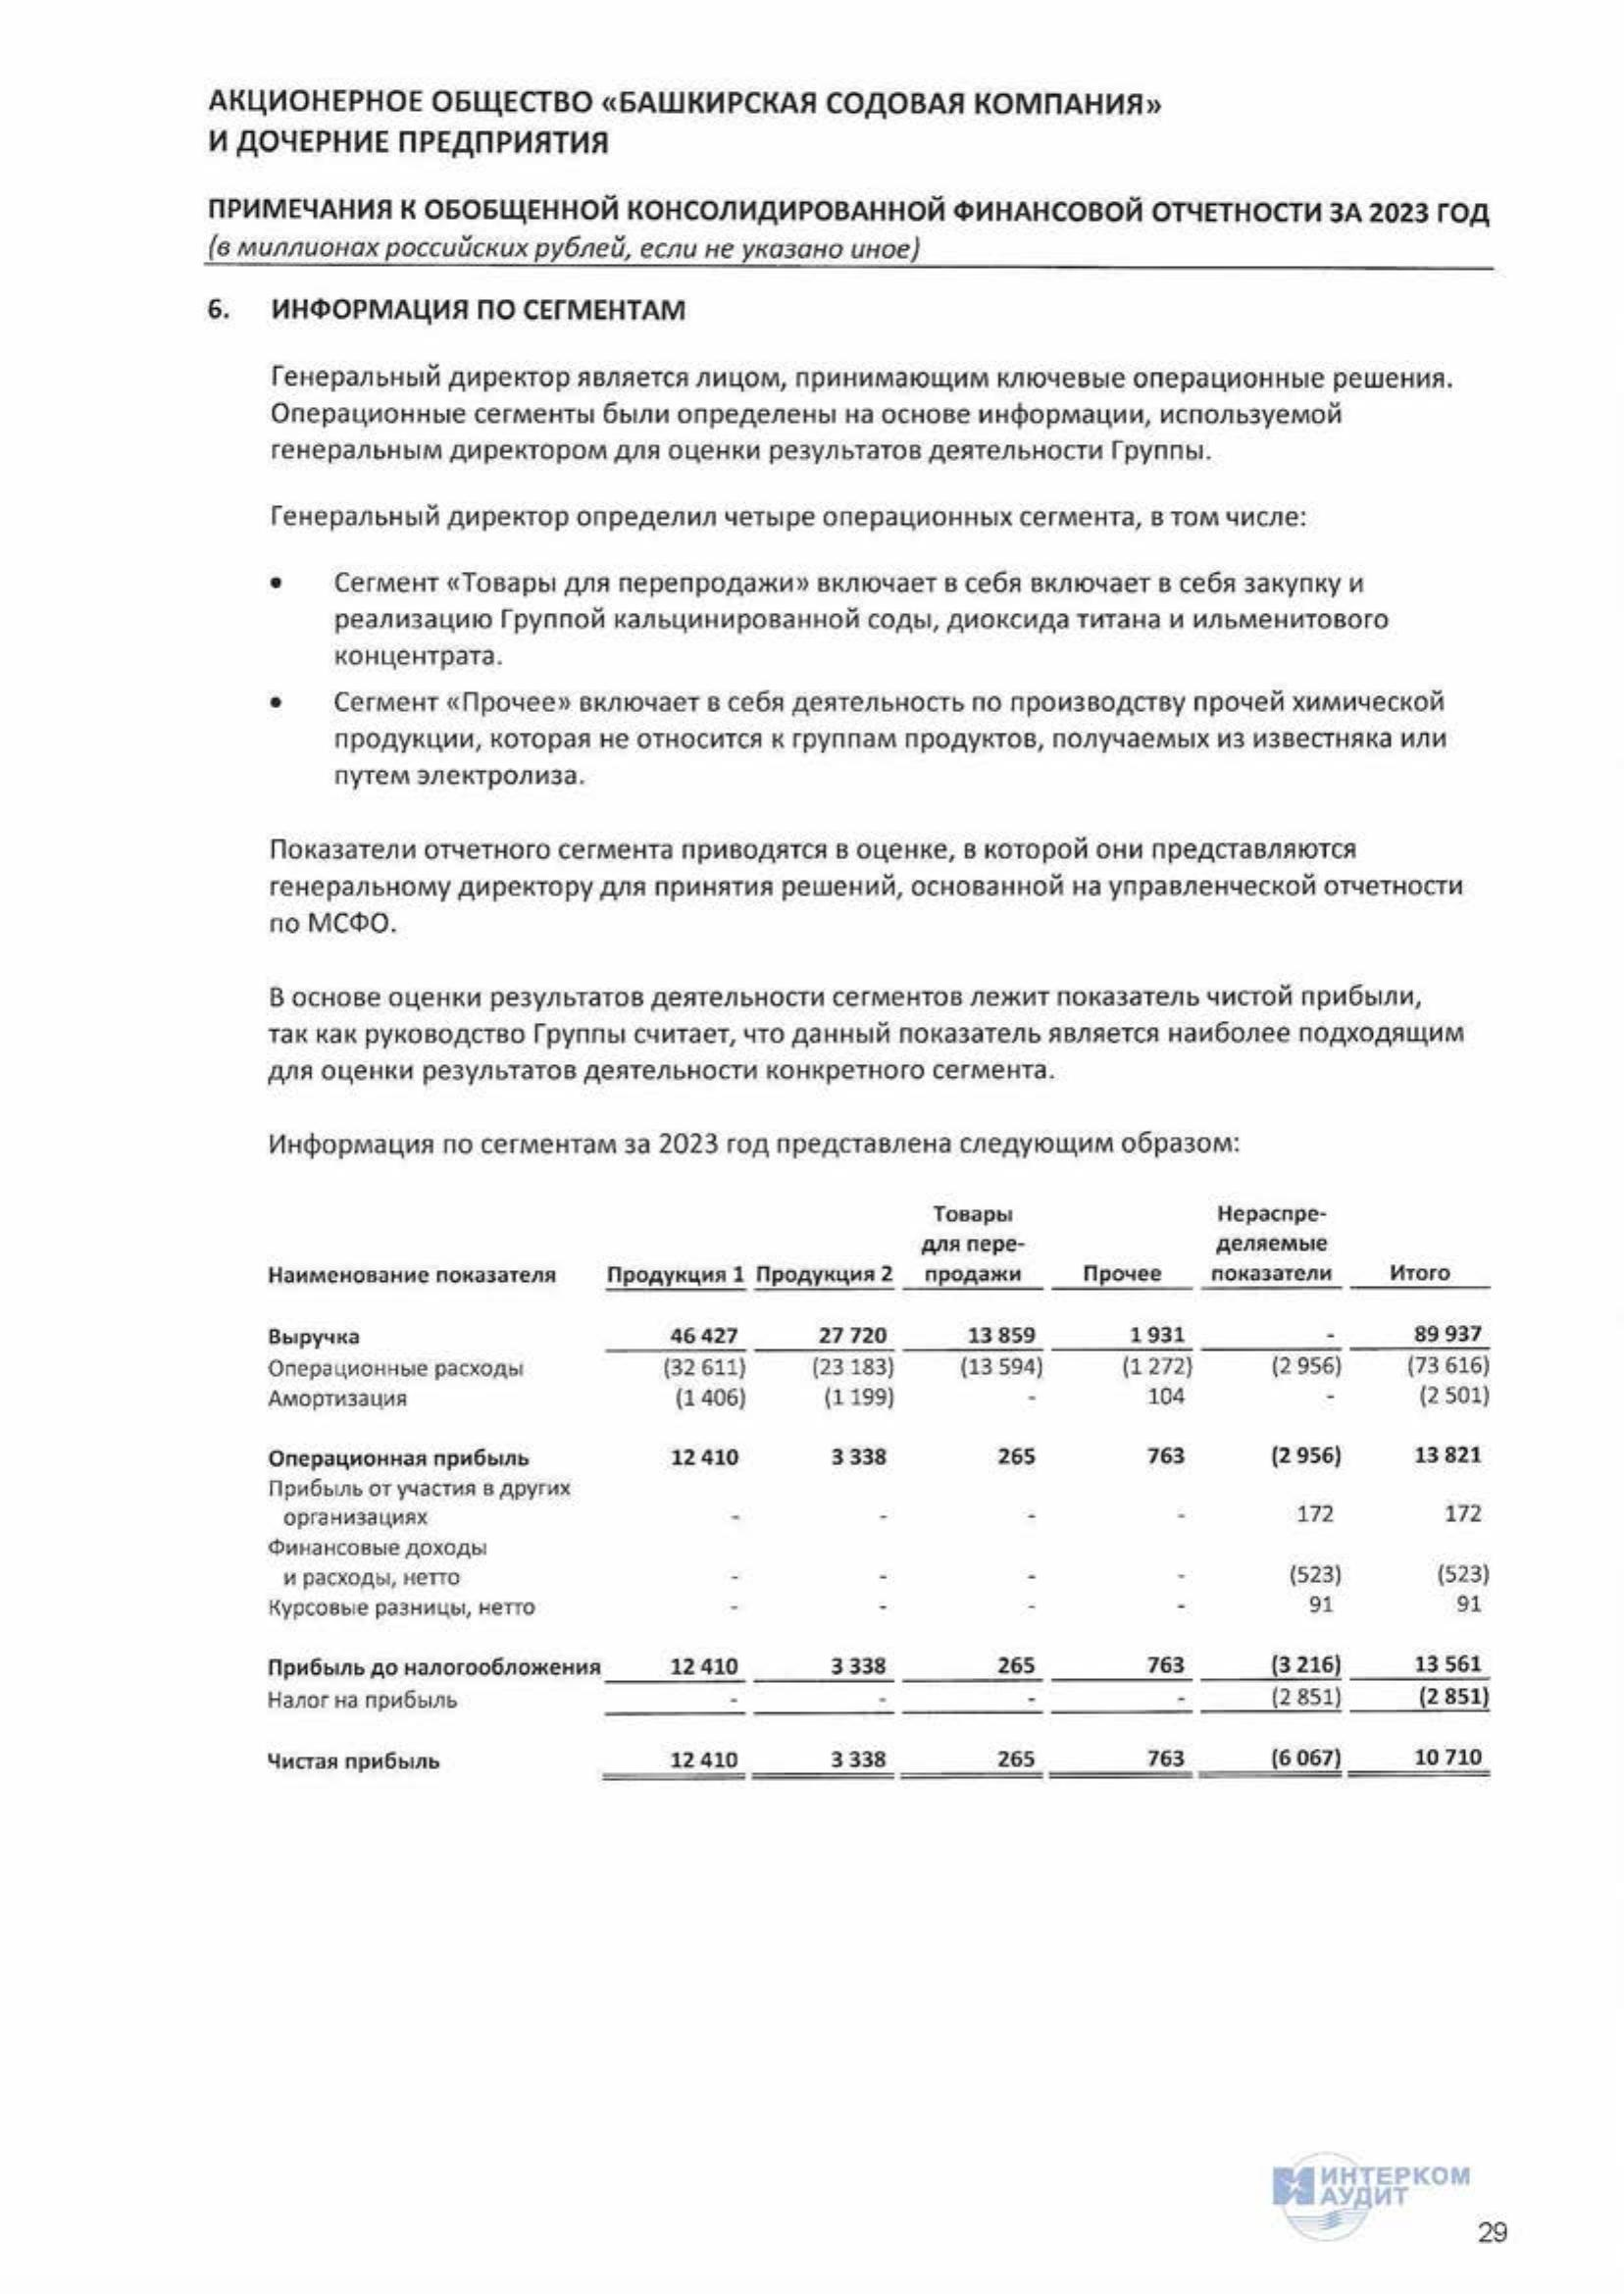 АКЦИОНЕРНОЕ ОБЩЕСТВО «БАШКИРСКАЯ СОДОВАЯ КОМПАНИЯ»
И ДОЧЕРНИЕ ПРЕДПРИЯТИЯ
ПРИМЕЧАНИЯ К ОБОБЩЕННОЙ КОНСОЛИДИРОВАННОЙ ФИНАНСОВОЙ ОТЧЕТНОСТИ ЗА 2023 ГОД
(в миллионах российских рублей, если не указано иное)
6. ИНФОРМАЦИЯ ПО СЕГМЕНТАМ
Генеральный директор является лицом, принимающим ключевые операционные решения.
Операционные сегменты были определены на основе информации, используемой
генеральным директором для оценки результатов деятельности Группы.
Генеральный директор определил четыре операционных сегмента, в том числе:
• Сегмент «Товары для перепродажи» включает в себя включает в себя закупку и
реализацию Группой кальцинированной соды, диоксида титана и ильменитового
концентрата.
• Сегмент «Прочее» включает в себя деятельность по производству прочей химической
продукции, которая не относится к группам продуктов, получаемых из известняка или
путем электролиза.
Показатели отчетного сегмента приводятся в оценке, в которой они представляются
генеральному директору для принятия решений, основанной на управленческой отчетности
по МСФО.
В основе оценки результатов деятельности сегментов лежит показатель чистой прибыли,
так как руководство Группы считает, что данный показатель является наиболее подходящим
для оценки результатов деятельности конкретного сегмента.
Информация по сегментам за 2023 год представлена следующим образом:
Товары Нераспре-
для пере- деляемые
Наименование показателя Продукция 1 Продукция 2 продажи Прочее показатели Итого
Выручка 46 427 27 720 13 859 1 931 - 89 937
Операционные расходы (32 611) (23 183) (13 594) (1 272) (2 956) (73 616)
Амортизация (1 406) (1 199) - 104 - (2 501)
Операционная прибыль 12 410 3 338 265 763 (2 956) 13 821
Прибыль от участия в других
организациях - - - - 172 172
Финансовые доходы
и расходы, нетто - - - - (523) (523)
Курсовые разницы, нетто - - - - 91 91
Прибыль до налогообложения 12 410 3 338 265 763 (3 216) 13 561
Налог на прибыль - - - - (2 851) (2 851)
Чистая прибыль 12 410 3 338 265 763 (6 067) 10 710
ИНТЕРКОМ
АУДИТ
29